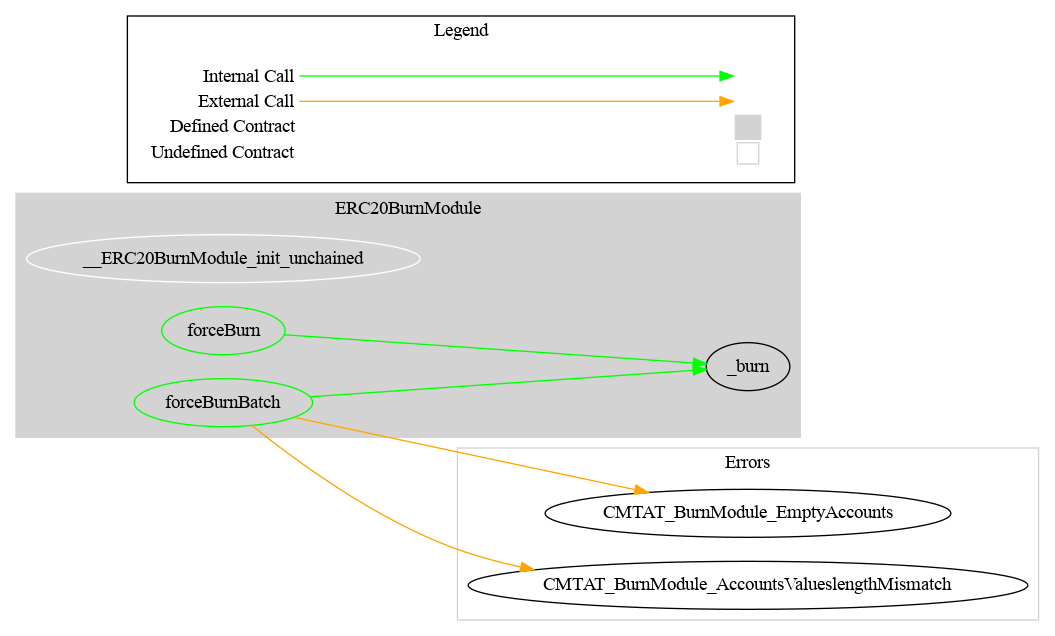 Legend
Internal Call
External Call
Defined Contract
Undefined Contract
ERC20BurnModule
__ERC20BurnModule_init_unchained
forceBurn
_burn
forceBurnBatch
Errors
CMTAT_BurnModule_EmptyAccounts
CMTAT_BurnModule_AccountsValueslengthMismatch